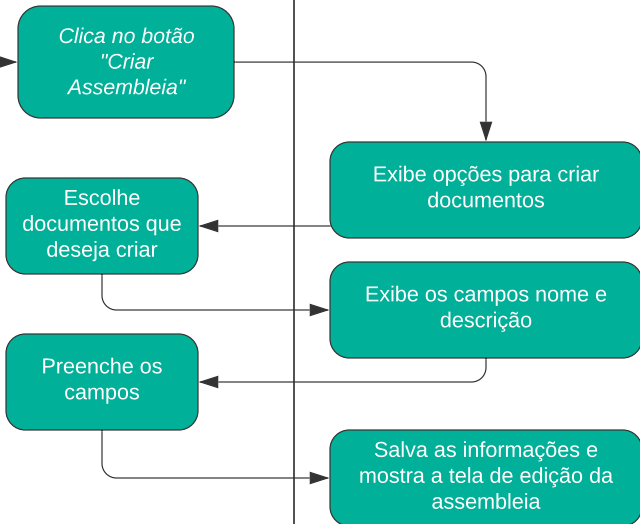 Clica no botão
"Criar
Assembleia"
Exibe opções para criar
documentos
Escolhe
documentos que
deseja criar
Exibe os campos nome e
descrição
Preenche os
campos
Salva as informações e
mostra a tela de edição da
assembleia